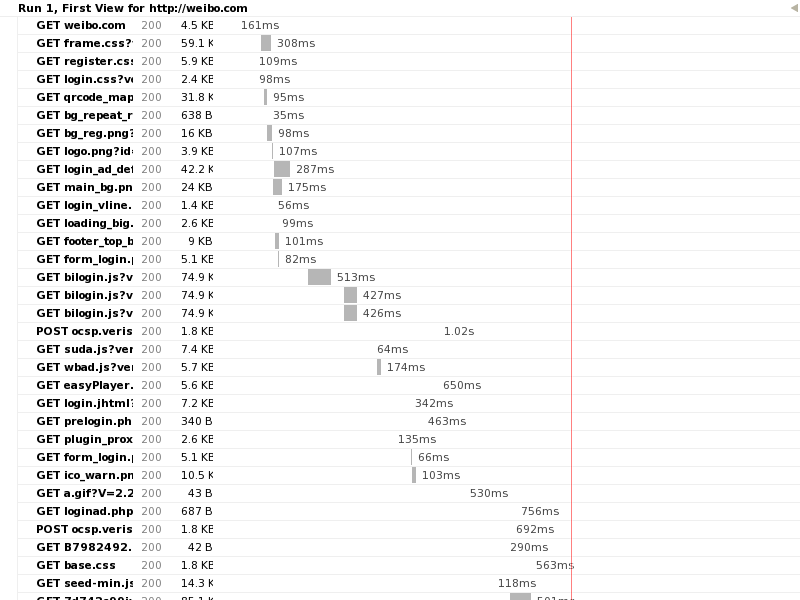 Run 1, First View for http://weibo.com
GET weibo.com 200 4.5 KB 161ms
GET frame.css? 200 59.1 K 308ms
GET register.css 200 5.9 KB 109ms
GET login.css?ve 200 2.4 KB 98ms
GET qrcode_map 200 31.8 K 95ms
GET bg_repeat_r 200 638 B 35ms
GET bg_reg.png? 200 16 KB 98ms
GET logo.png?id= 200 3.9 KB 107ms
GET login_ad_def 200 42.2 K 287ms
GET main_bg.pn 200 24 KB 175ms
GET login_vline. 200 1.4 KB 56ms
GET loading_big. 200 2.6 KB 99ms
GET footer_top_b 200 9 KB 101ms
GET form_login.p 200 5.1 KB 82ms
GET bilogin.js?v 200 74.9 K 513ms
GET bilogin.js?v 200 74.9 K 427ms
GET bilogin.js?v 200 74.9 K 426ms
POST ocsp.veris 200 1.8 KB 1.02s
GET suda.js?ver 200 7.4 KB 64ms
GET wbad.js?ve 200 5.7 KB 174ms
GET easyPlayer. 200 5.6 KB 650ms
GET login.jhtml? 200 7.2 KB 342ms
GET prelogin.ph 200 340 B 463ms
GET plugin_prox 200 2.6 KB 135ms
GET form_login.p 200 5.1 KB 66ms
GET ico_warn.pn 200 10.5 K 103ms
GET a.gif?V=2.2 200 43 B 530ms
GET loginad.php 200 687 B 756ms
POST ocsp.veris 200 1.8 KB 692ms
GET B7982492. 200 42 B 290ms
GET base.css 200 1.8 KB 563ms
GET seed-min.js 200 14.3 K 118ms
GET 200 85.1 K 501ms